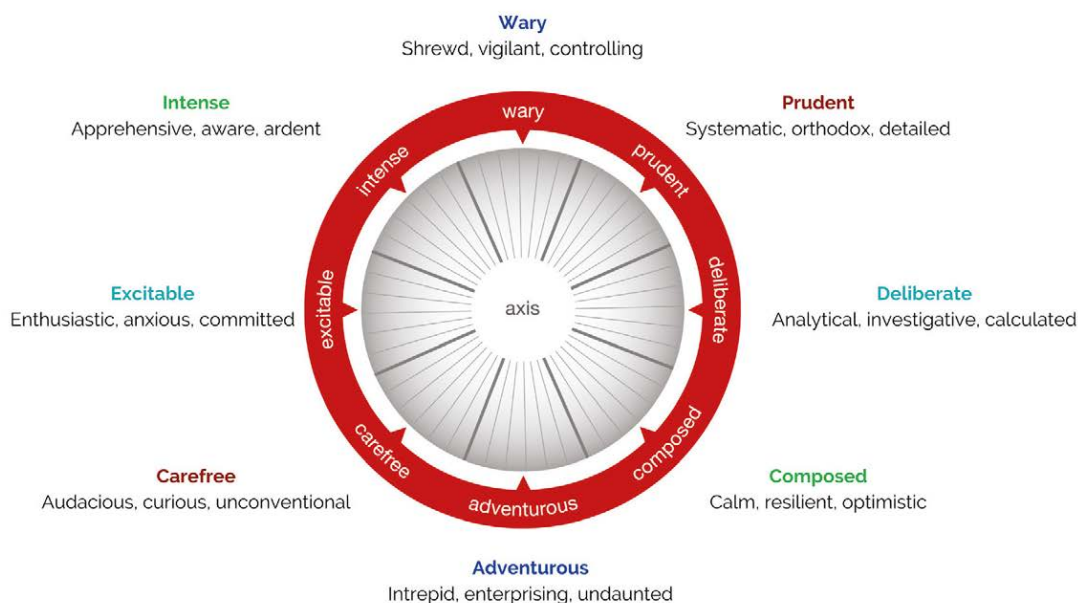 Wary
Shrewd, vigilant, controlling
Intense
Apprehensive, aware, ardent
Prudent
Systematic, orthodox, detailed
wary
intense
prudent
excitable
axis
deliberate
Excitable
Enthusiastic, anxious, committed
Deliberate
Analytical, investigative, calculated
carefree
composed
adventurous
Carefree
Audacious, curious, unconventional
Composed
Calm, resilient, optimistic
Adventurous
Intrepid, enterprising, undaunted